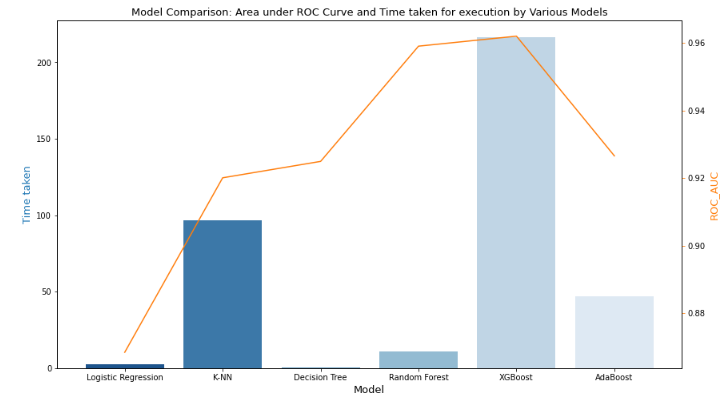 Model Comparison: Area under ROC Curve and Time taken for execution by Various Models
Time taken
200
150
100
50
0
0.96
0.94
0.92
0.90
0.88
ROC_AUC
Logistic Regression
K-NN
Decision Tree
Random Forest
XGBoost
AdaBoost
Model